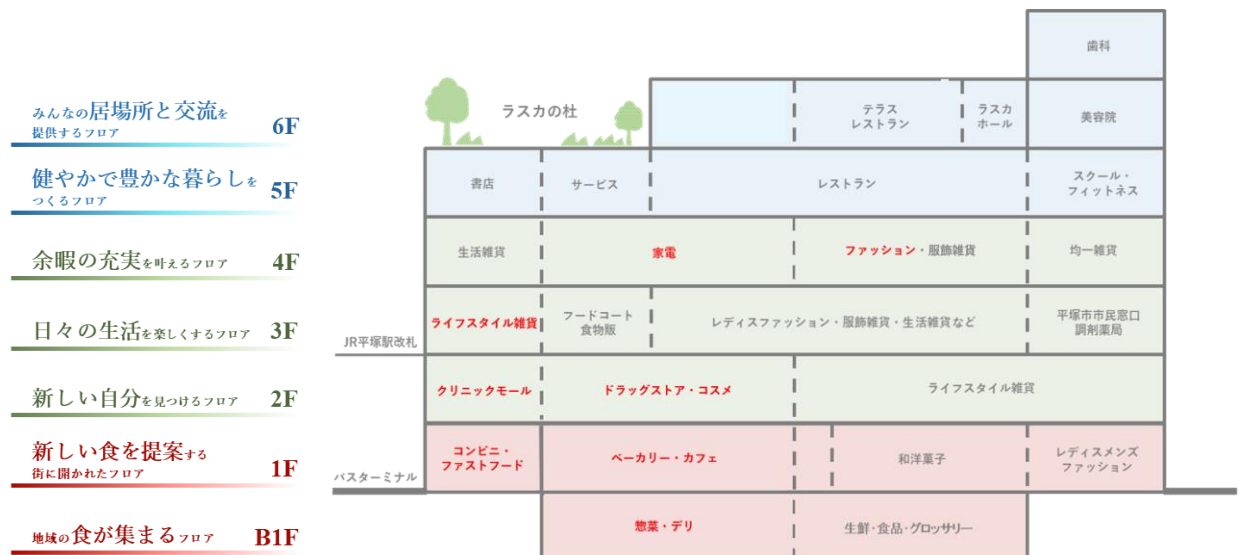 歯科
みんなの居場所と交流を
提供するフロア
6F
ラスカの杜
テラス
レストラン
ラスカ
ホール
美容院
健やかで豊かな暮らしを
つくるフロア
5F
書店
サービス
レストラン
スクール・
フィットネス
余暇の充実を叶えるフロア
4F
生活雑貨
家電
ファッション・服飾雑貨
均一雑貨
日々の生活を楽しくするフロア
3F
JR平塚駅改札
ライフスタイル雑貨
フードコート
食物販
レディスファッション・服飾雑貨・生活雑貨など
平塚市市民窓口
調剤薬局
新しい自分を見つけるフロア
2F
クリニックモール
ドラッグストア・コスメ
ライフスタイル雑貨
新しい食を提案する
街に開かれたフロア
1F
バスターミナル
コンビニ・
ファストフード
ベーカリー・カフェ
和洋菓子
レディスメンズ
ファッション
地域の食が集まるフロア
B1F
惣菜・デリ
生鮮・食品・グロッサリー